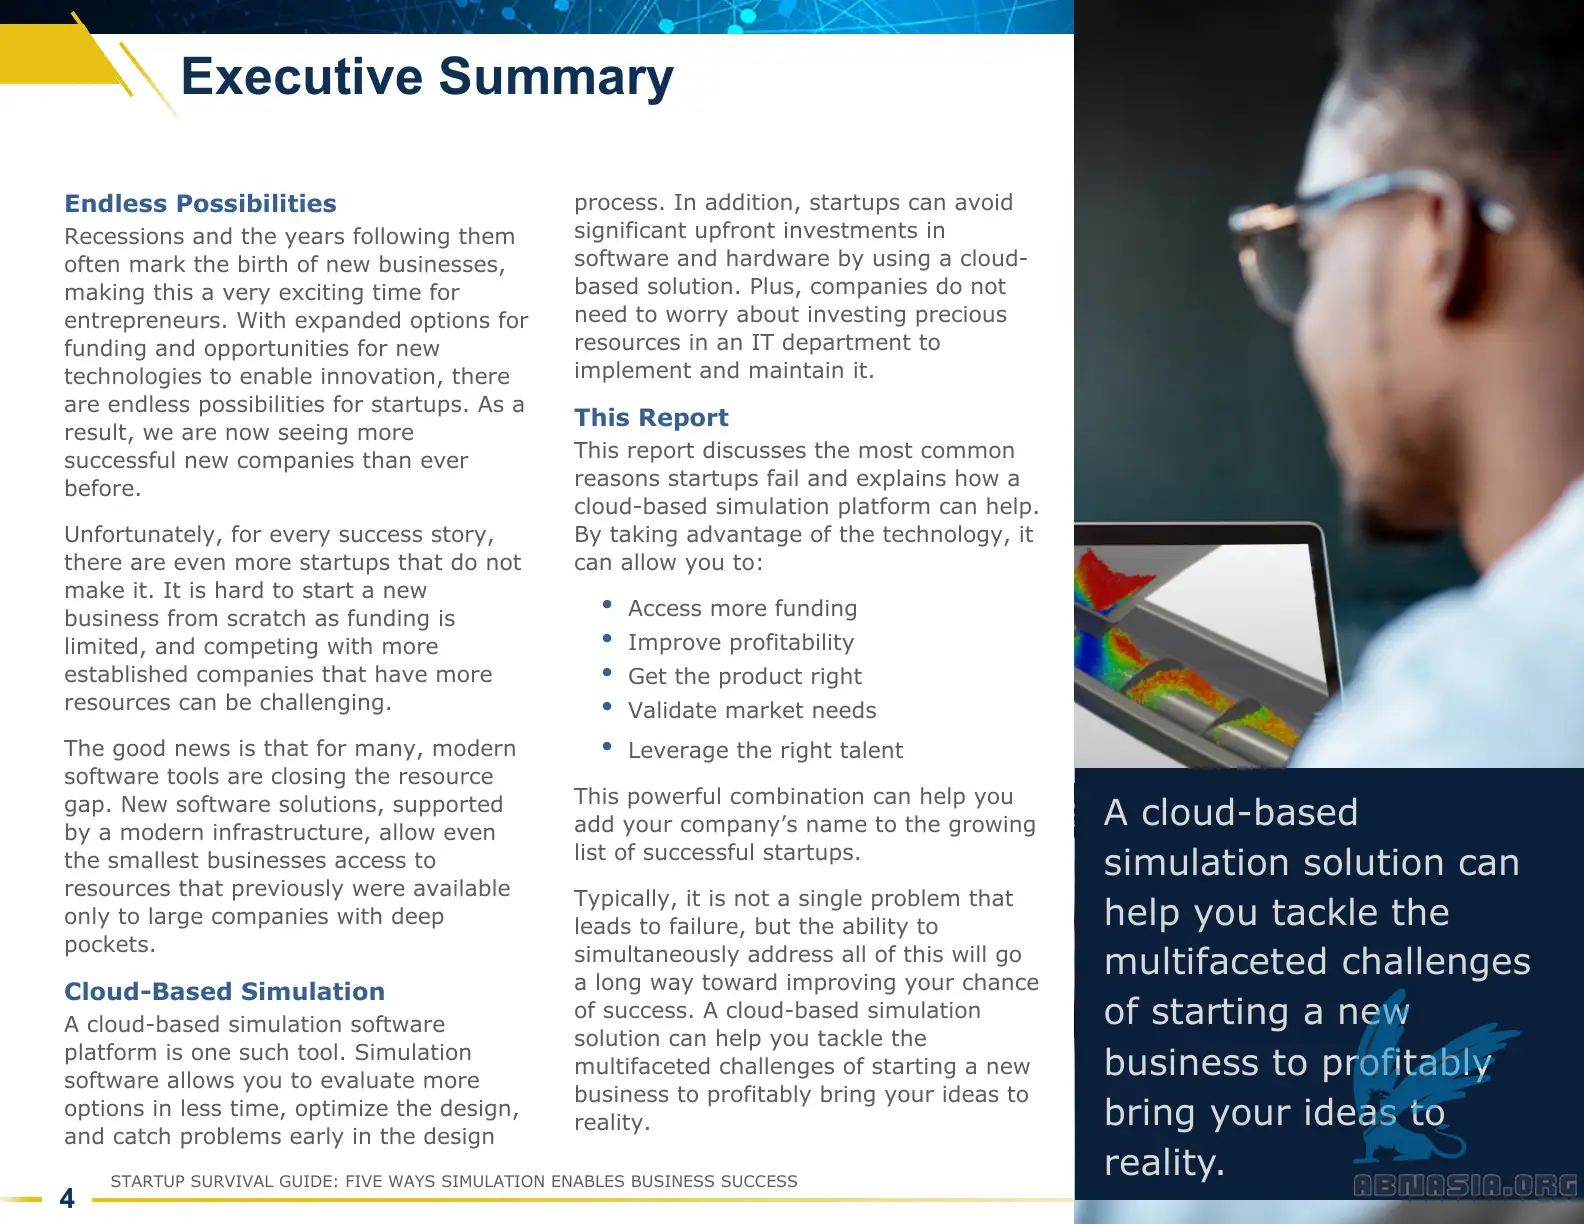 Executive Summary
Endless Possibilities
Recessions and the years following them
often mark the birth of new businesses,
making this a very exciting time for
entrepreneurs. With expanded options for
funding and opportunities for new
technologies to enable innovation, there
are endless possibilities for startups. As a
result, we are now seeing more
successful new companies than ever
before.
Unfortunately, for every success story,
there are even more startups that do not
make it. It is hard to start a new
business from scratch as funding is
limited, and competing with more
established companies that have more
resources can be challenging.
The good news is that for many, modern
software tools are closing the resource
gap. New software solutions, supported
by a modern infrastructure, allow even
the smallest businesses access to
resources that previously were available
only to large companies with deep
pockets.
Cloud-Based Simulation
A cloud-based simulation software
platform is one such tool. Simulation
software allows you to evaluate more
options in less time, optimize the design,
and catch problems early in the design
process. In addition, startups can avoid
significant upfront investments in
software and hardware by using a cloud-
based solution. Plus, companies do not
need to worry about investing precious
resources in an IT department to
implement and maintain it.
This Report
This report discusses the most common
reasons startups fail and explains how a
cloud-based simulation platform can help.
By taking advantage of the technology, it
can allow you to:
• Access more funding
• Improve profitability
• Get the product right
• Validate market needs
• Leverage the right talent
This powerful combination can help you
add your company’s name to the growing
list of successful startups.
Typically, it is not a single problem that
leads to failure, but the ability to
simultaneously address all of this will go
a long way toward improving your chance
of success. A cloud-based simulation
solution can help you tackle the
multifaceted challenges of starting a new
business to profitably bring your ideas to
reality.
A cloud-based
simulation solution can
help you tackle the
multifaceted challenges
of starting a new
business to profitably
bring your ideas to
reality.
ABNASIA.ORG
STARTUP SURVIVAL GUIDE: FIVE WAYS SIMULATION ENABLES BUSINESS SUCCESS
4